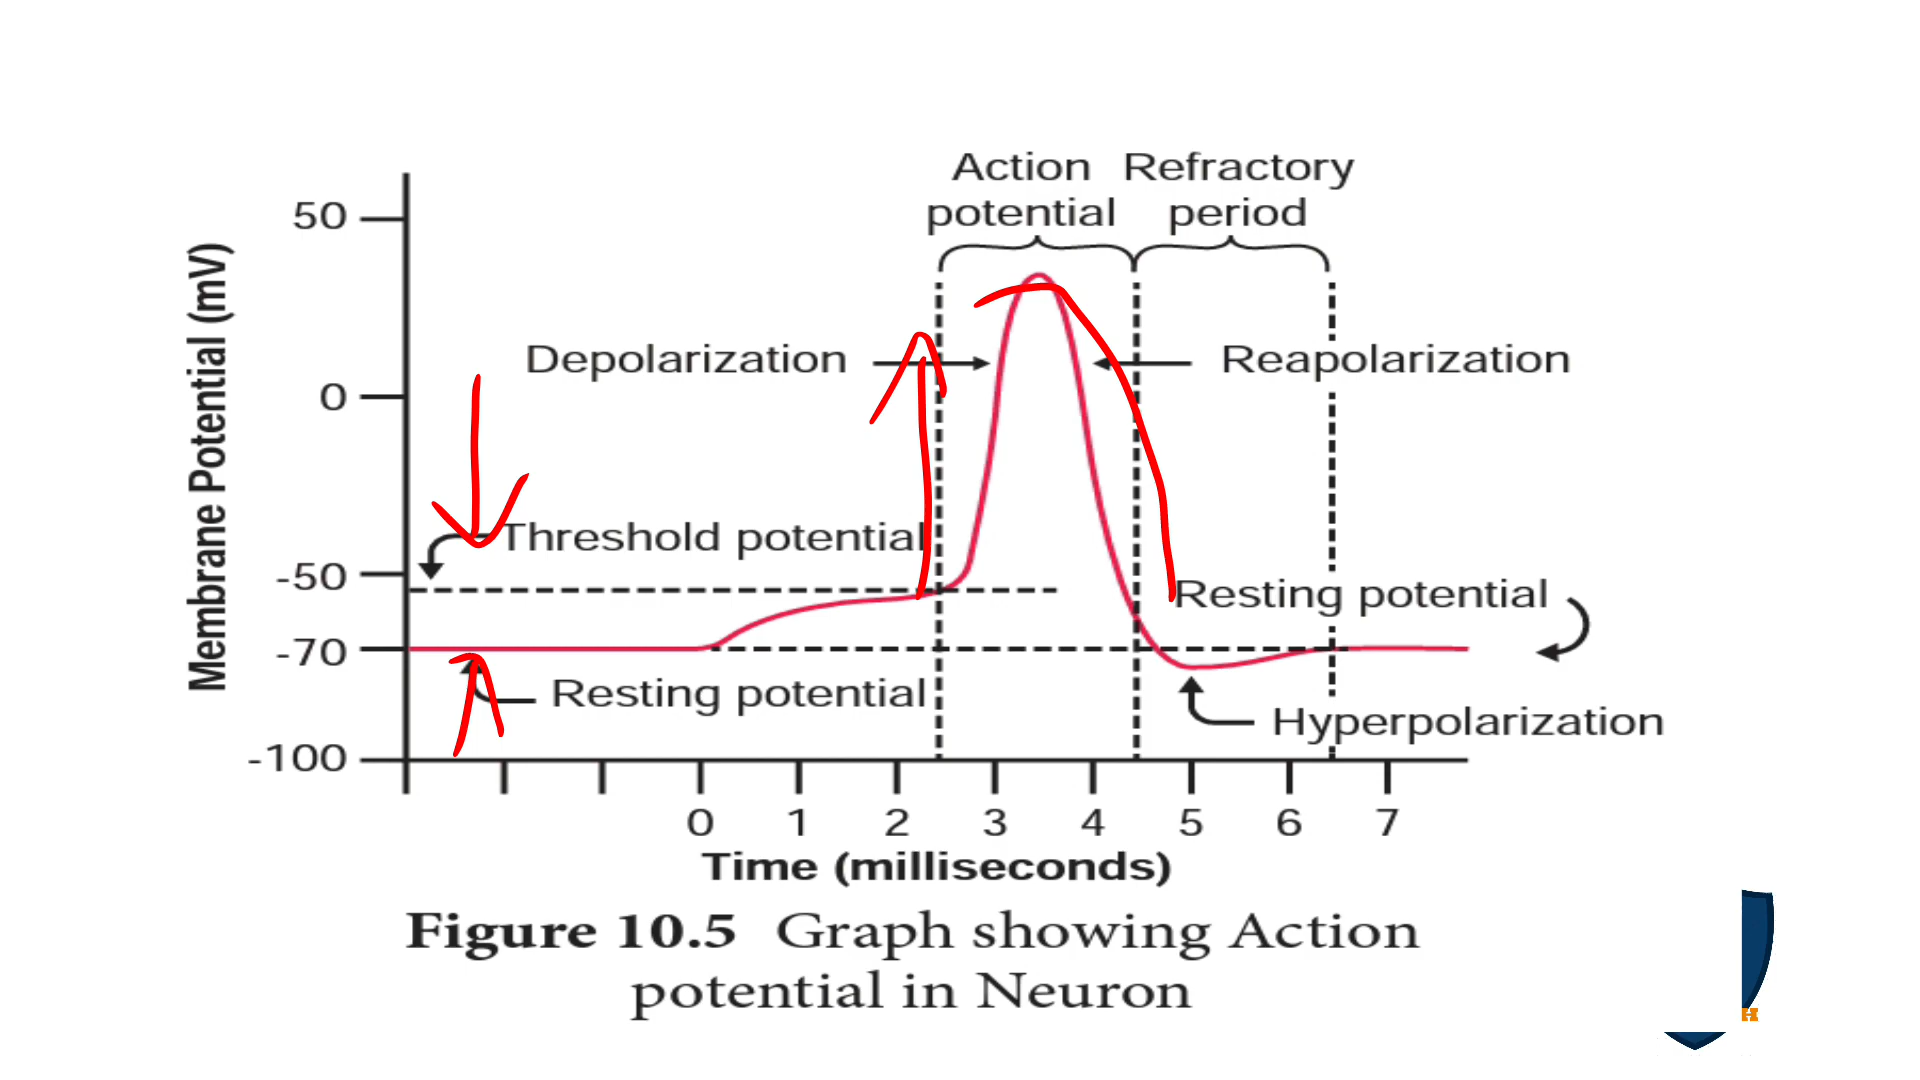 Action
potential
Refractory
period
50
Depolarization
Reapolarization
0
Threshold potential
-50
Resting potential
-70
Resting potential
Hyperpolarization
-100
0 1 2 3 4 5 6 7
Time (milliseconds)
Membrane Potential (mV)
Figure 10.5 Graph showing Action
potential in Neuron
H